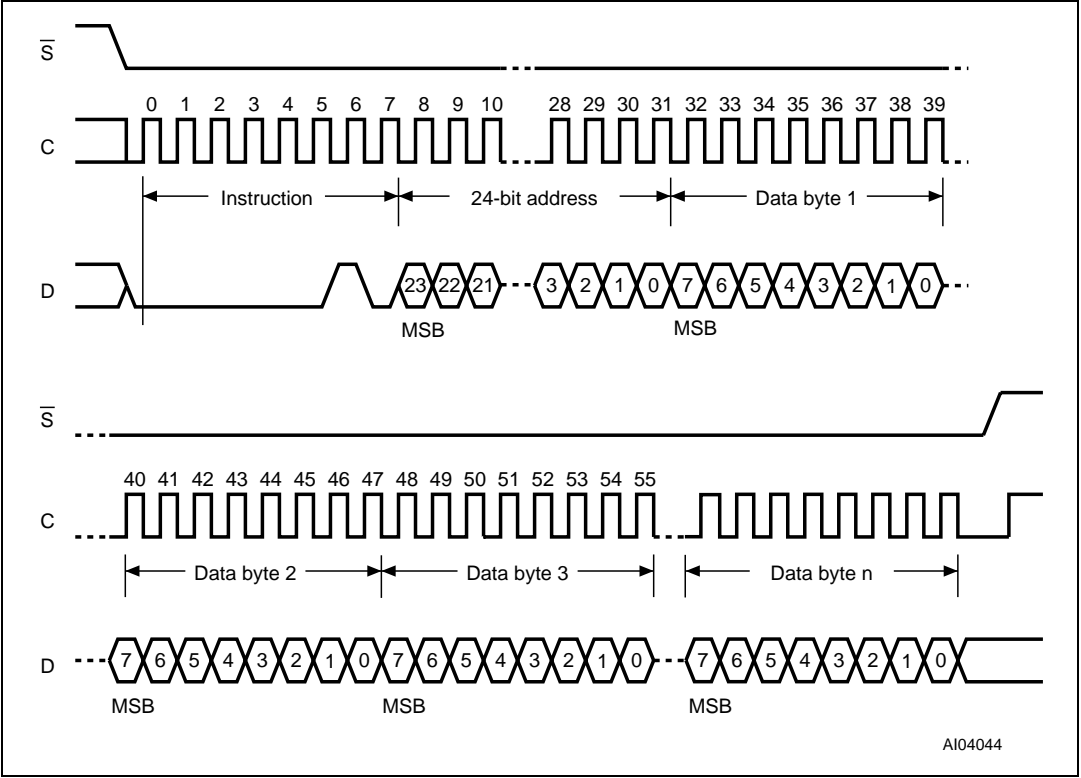 S̅
0 1 2 3 4 5 6 7 8 9 10 28 29 30 31 32 33 34 35 36 37 38 39
C
Instruction 24-bit address Data byte 1
D 23 22 21 3 2 1 0 7 6 5 4 3 2 1 0
MSB MSB
S̅
40 41 42 43 44 45 46 47 48 49 50 51 52 53 54 55
C
Data byte 2 Data byte 3 Data byte n
D 7 6 5 4 3 2 1 0 7 6 5 4 3 2 1 0 7 6 5 4 3 2 1 0
MSB MSB MSB
AI04044